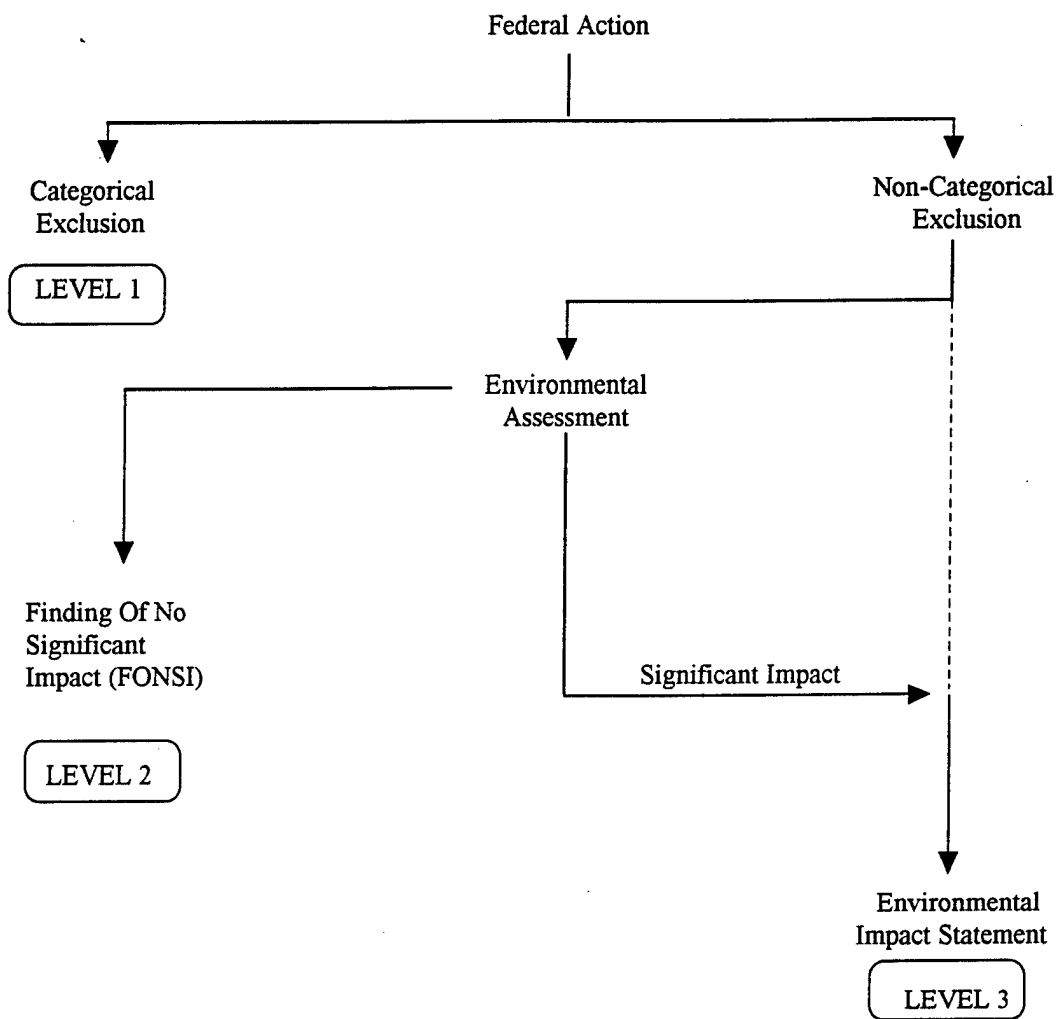 Federal Action
Categorical
Exclusion
LEVEL 1
Non-Categorical
Exclusion
Environmental
Assessment
Finding Of No
Significant
Impact (FONSI)
LEVEL 2
Significant Impact
Environmental
Impact Statement
LEVEL 3